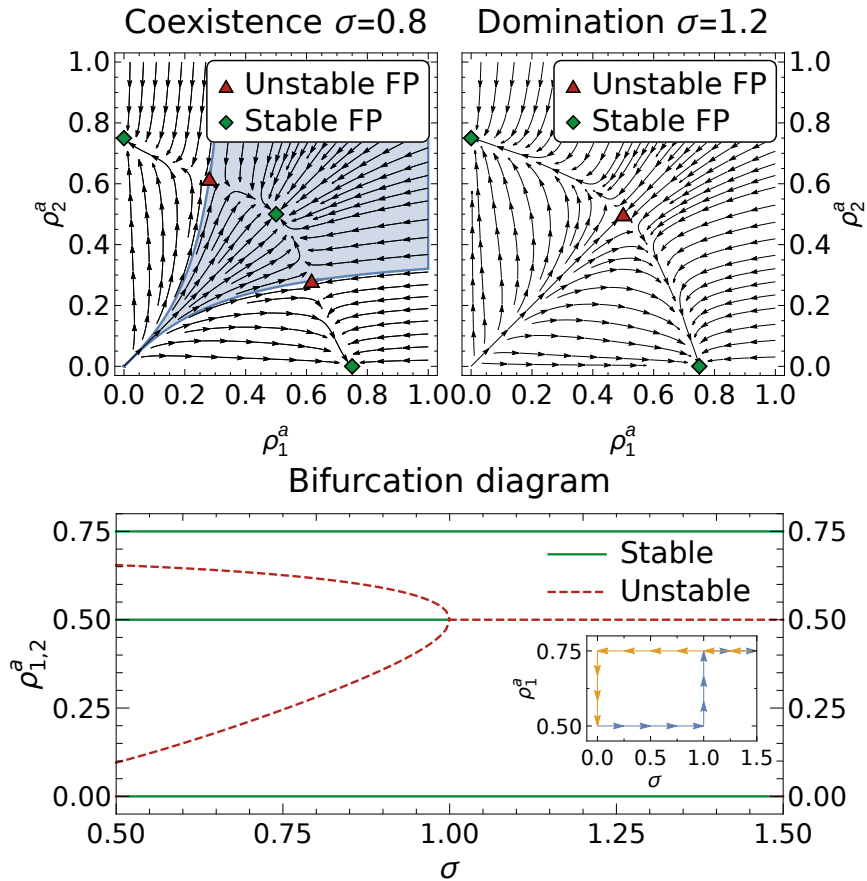 Coexistence σ=0.8
Domination σ=1.2
Unstable FP
Stable FP
Unstable FP
Stable FP
1.0
0.8
0.6
0.4
0.2
0.0
ρ₂ᵃ
0.0 0.2 0.4 0.6 0.8 1.0
ρ₁ᵃ
1.0
0.8
0.6
0.4
0.2
0.0
ρ₂ᵃ
0.0 0.2 0.4 0.6 0.8 1.0
ρ₁ᵃ
Bifurcation diagram
0.75
0.50
0.25
0.00
ρ₁,₂ᵃ
Stable
Unstable
0.75
0.50
ρ₁ᵃ
0.0 0.5 1.0 1.5
σ
0.75
0.50
0.25
0.00
0.50 0.75 1.00 1.25 1.50
σ